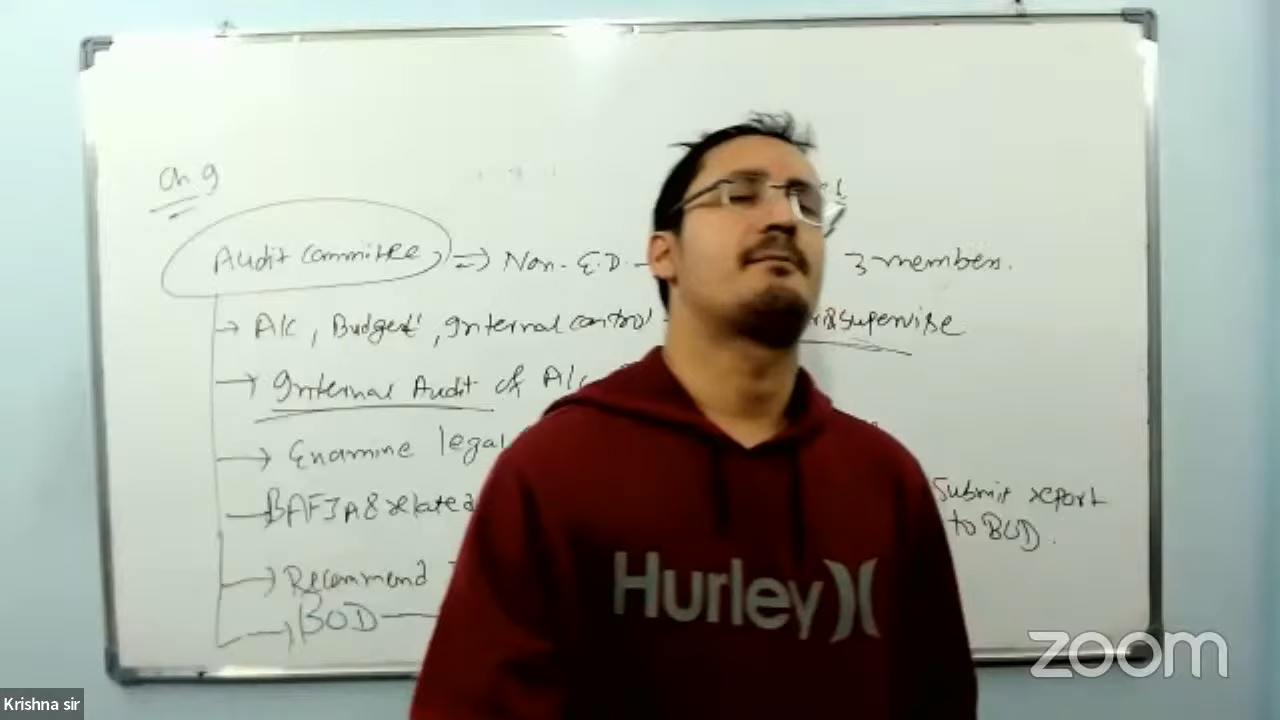 Ch. 9
Audit Committee => Non-E.D. - 3 members.
→ A/c, Budget, Internal control & supervise
→ Internal Audit of A/c
→ Examine legal
BAFIA & related
Submit report
to BOD.
→ Recommend
→ BOD
Hurley
zoom
Krishna sir